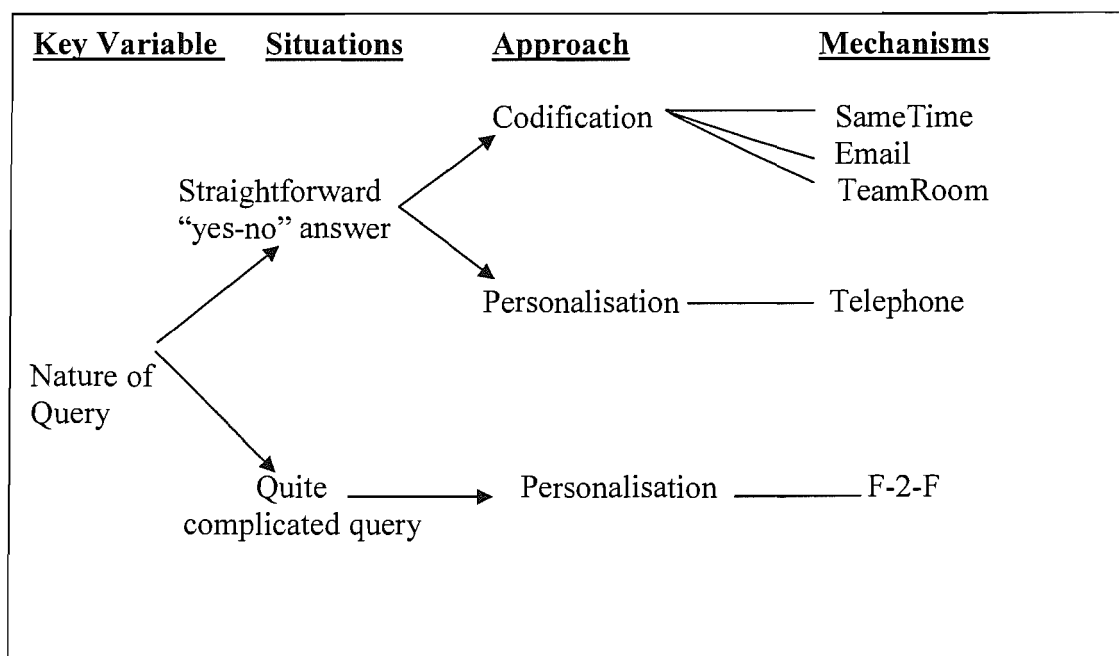 Key Variable Situations Approach Mechanisms
Codification SameTime
Email
Straightforward TeamRoom
“yes-no” answer
Personalisation Telephone
Nature of
Query
Quite Personalisation F-2-F
complicated query